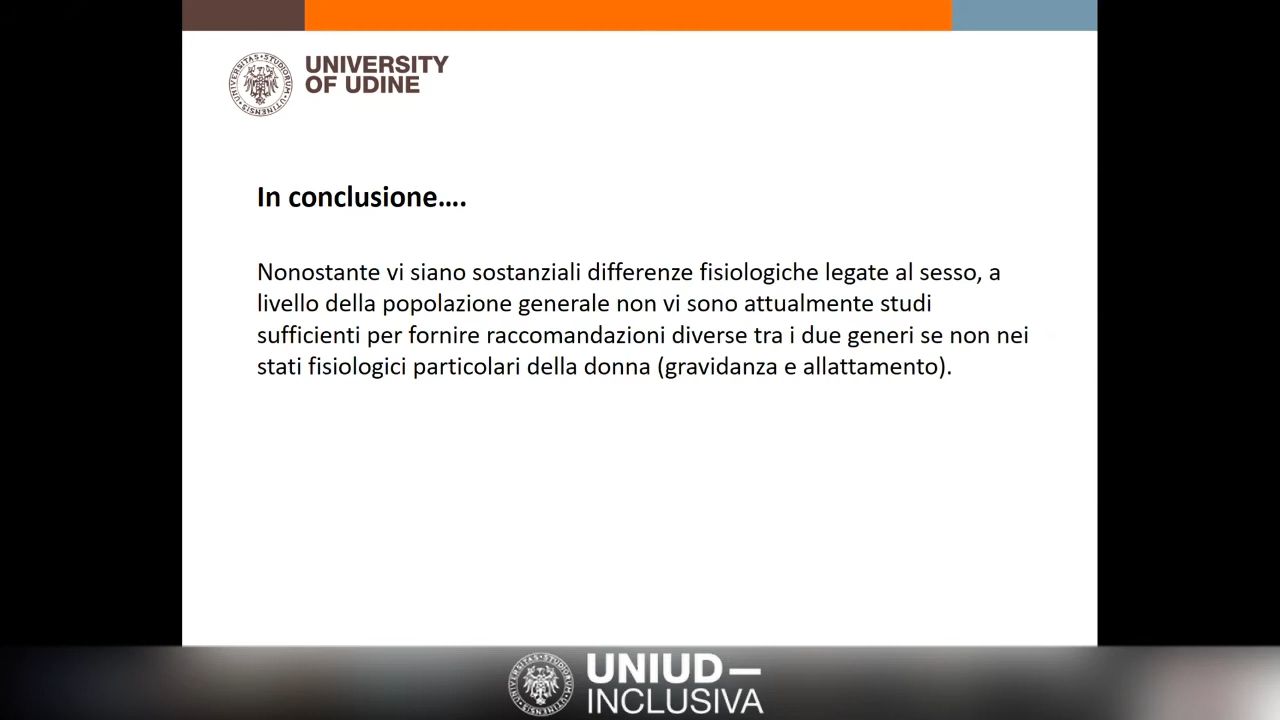 UNIVERSITY
OF UDINE
In conclusione....
Nonostante vi siano sostanziali differenze fisiologiche legate al sesso, a
livello della popolazione generale non vi sono attualmente studi
sufficienti per fornire raccomandazioni diverse tra i due generi se non nei
stati fisiologici particolari della donna (gravidanza e allattamento).
UNIUD—
INCLUSIVA